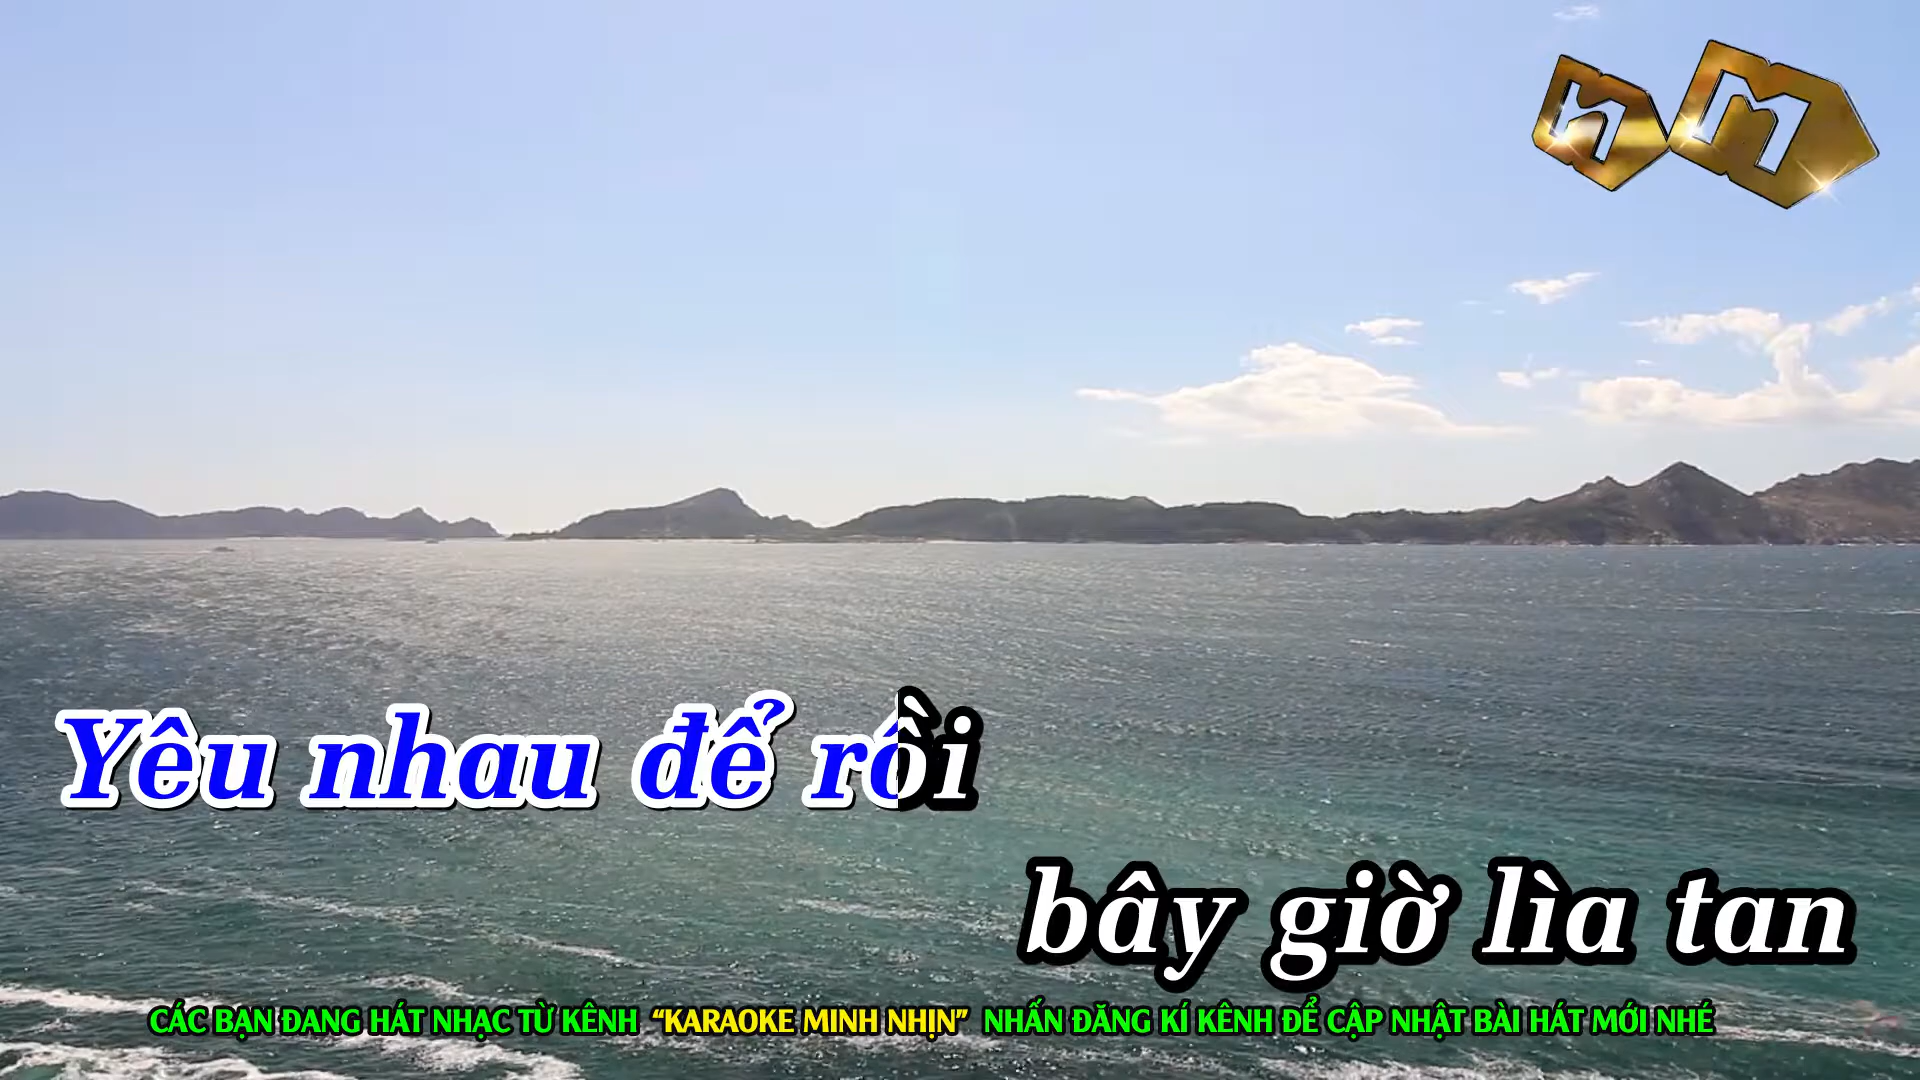 n m
Yêu nhau để rồi
bây giờ lìa tan
CÁC BẠN ĐANG HÁT NHẠC TỪ KÊNH “KARAOKE MINH NHỊN” NHẤN ĐĂNG KÍ KÊNH ĐỂ CẬP NHẬT BÀI HÁT MỚI NHÉ